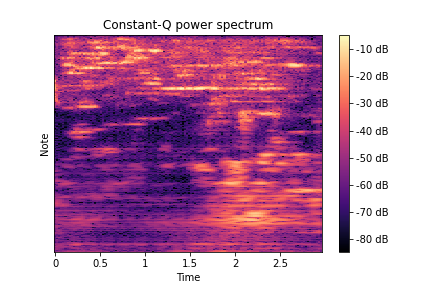 Constant-Q power spectrum
Note
-10 dB
-20 dB
-30 dB
-40 dB
-50 dB
-60 dB
-70 dB
-80 dB
0 0.5 1 1.5 2 2.5
Time